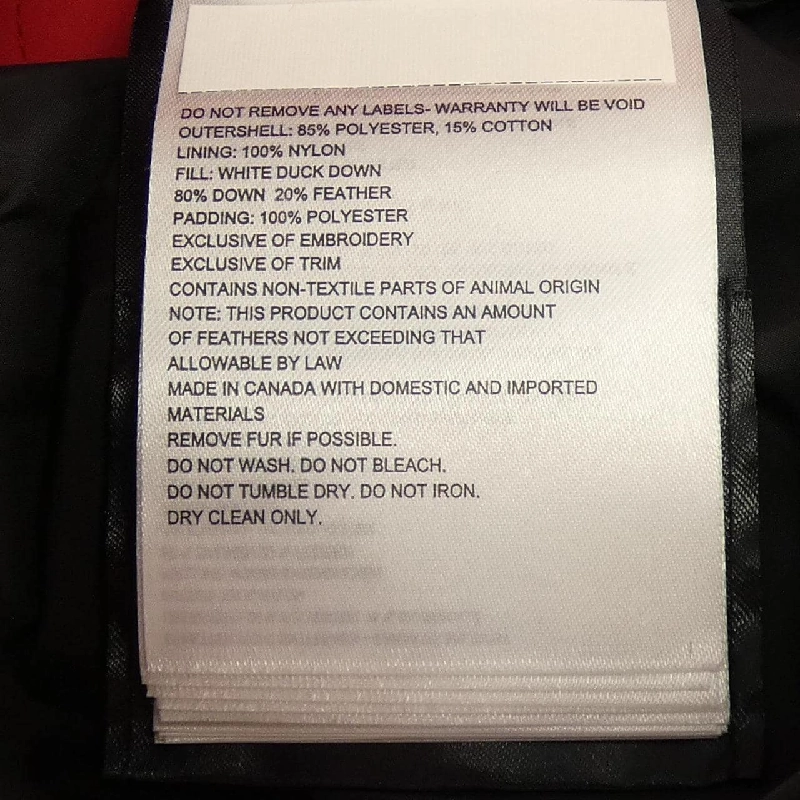 DO NOT REMOVE ANY LABELS- WARRANTY WILL BE VOID
OUTERSHELL: 85% POLYESTER, 15% COTTON
LINING: 100% NYLON
FILL: WHITE DUCK DOWN
80% DOWN 20% FEATHER
PADDING: 100% POLYESTER
EXCLUSIVE OF EMBROIDERY
EXCLUSIVE OF TRIM
CONTAINS NON-TEXTILE PARTS OF ANIMAL ORIGIN
NOTE: THIS PRODUCT CONTAINS AN AMOUNT
OF FEATHERS NOT EXCEEDING THAT
ALLOWABLE BY LAW
MADE IN CANADA WITH DOMESTIC AND IMPORTED
MATERIALS
REMOVE FUR IF POSSIBLE.
DO NOT WASH. DO NOT BLEACH.
DO NOT TUMBLE DRY. DO NOT IRON.
DRY CLEAN ONLY.